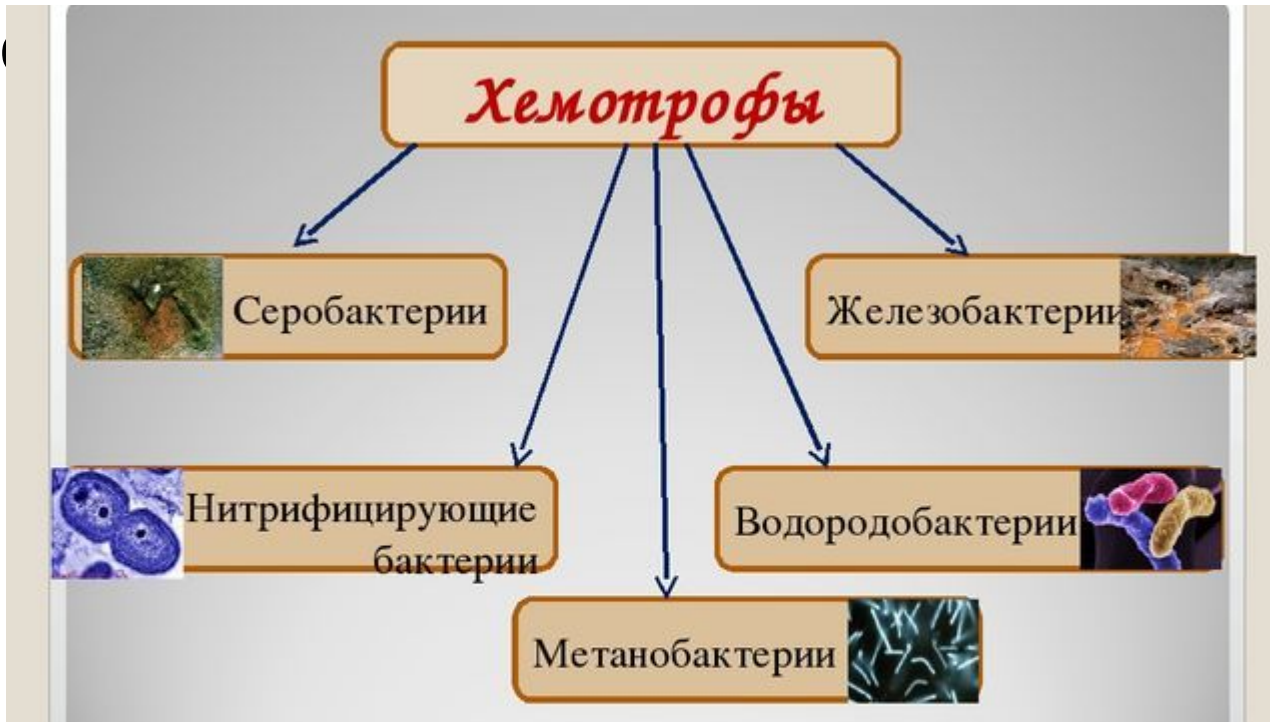 Хемотрофы
Серобактерии
Железобактерии
Нитрифицирующие
бактерии
Водородобактерии
Метанобактерии